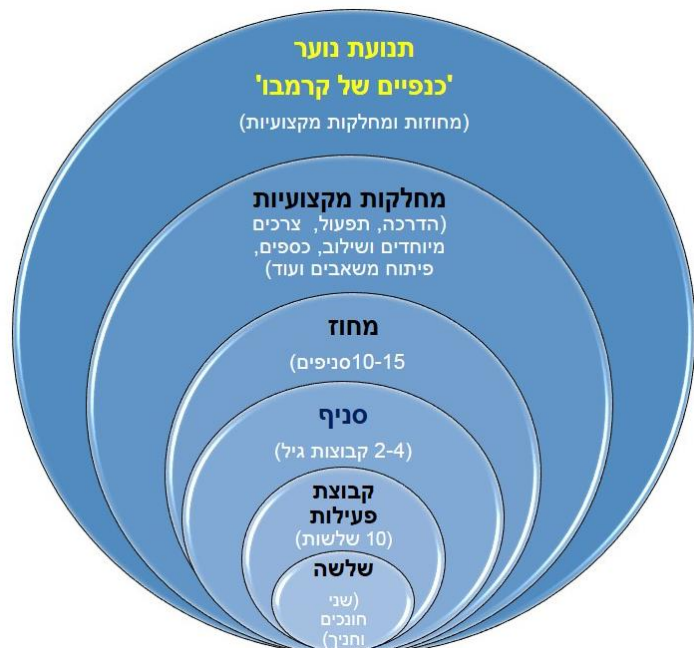 תנועת נוער
'כנפיים של קרמבו'
(מחוזות ומחלקות מקצועיות)
מחלקות מקצועיות
(הדרכה, תפעול, צרכים
מיוחדים ושילוב, כספים,
פיתוח משאבים ועוד)
מחוז
10-15סניפים)
סניף
(2-4 קבוצות גיל)
קבוצת
פעילות
(10 שלשות)
שלשה
(שני
חונכים
וחניך)